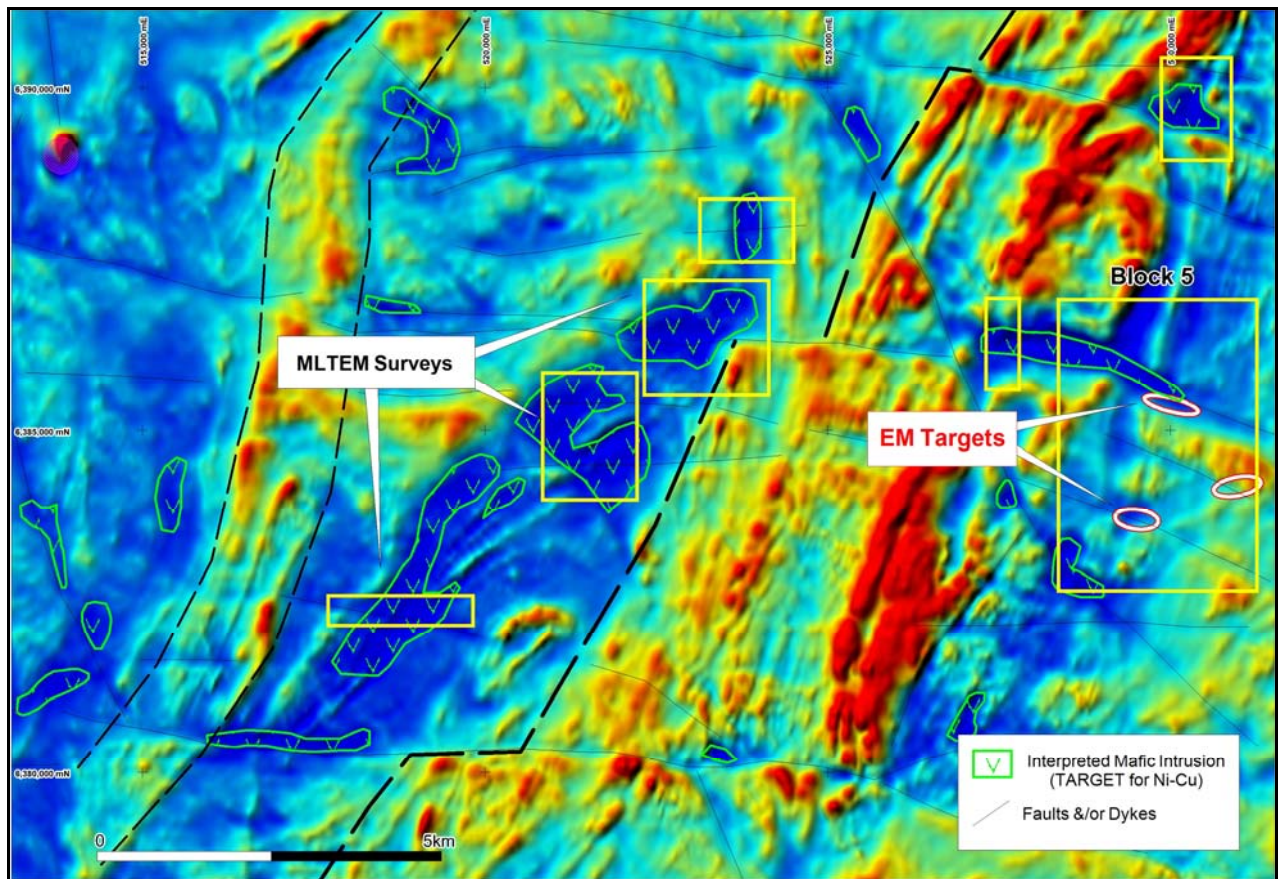 515,000 mE
520,000 mE
525,000 mE
6,390,000 mN
Block 5
MLTEM Surveys
EM Targets
6,385,000 mN
6,380,000 mN
Interpreted Mafic Intrusion
(TARGET for Ni-Cu)
Faults &/or Dykes
0
5km